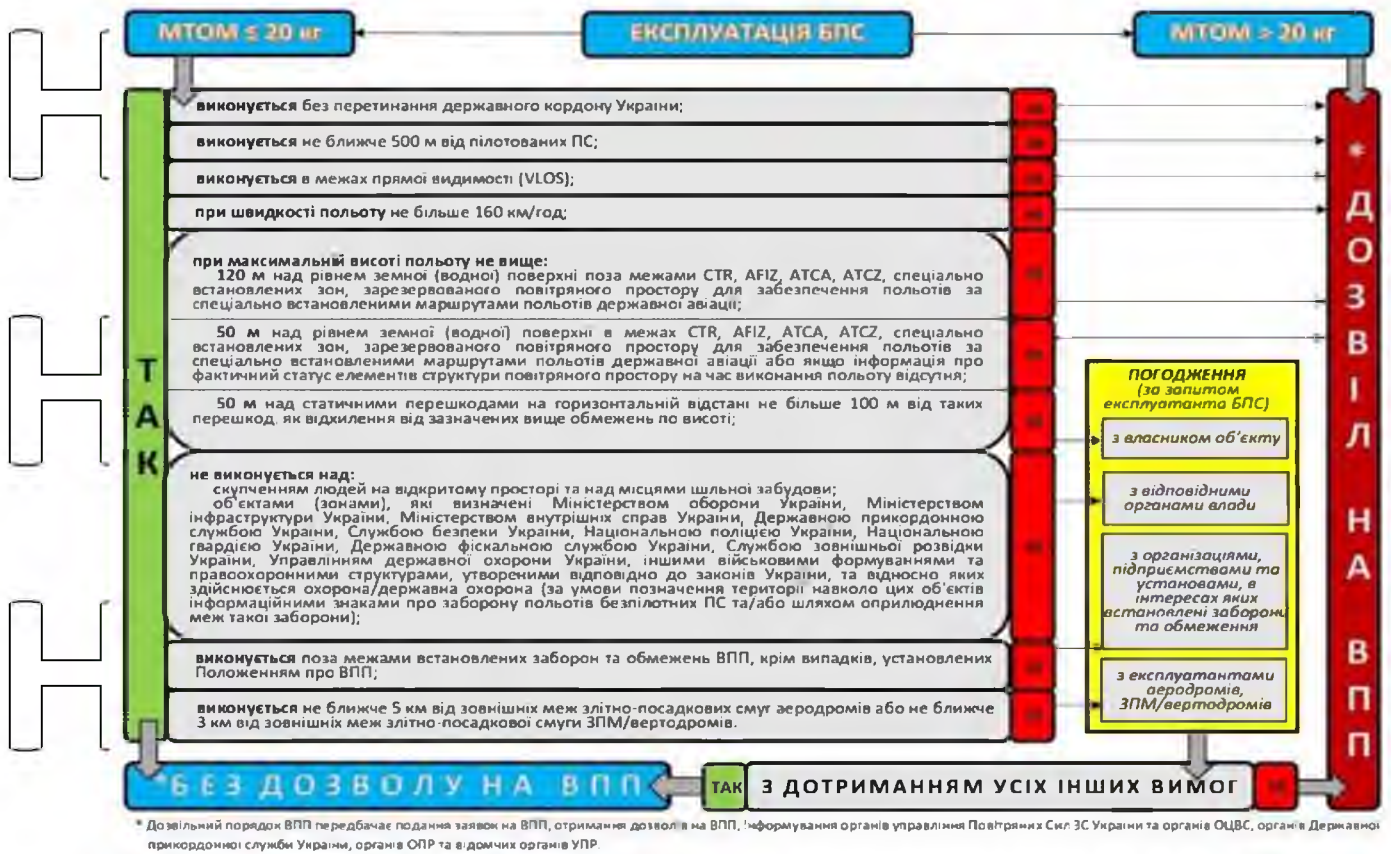 МТОМ ≤ 20 кг
ЕКСПЛУАТАЦІЯ БПС
МТОМ > 20 кг
ТАК
виконується без перетинання державного кордону України;
виконується не ближче 500 м від пілотованих ПС;
виконується в межах прямої видимості (VLOS);
при швидкості польоту не більше 160 км/год;
при максимальній висоті польоту не вище:
120 м над рівнем земної (водної) поверхні поза межами CTR, AFIZ, ATCA, ATCZ, спеціально
встановлених зон, зарезервованого повітряного простору для забезпечення польотів за
спеціально встановленими маршрутами польотів державної авіації;
50 м над рівнем земної (водної) поверхні в межах CTR, AFIZ, ATCA, ATCZ, спеціально
встановлених зон, зарезервованого повітряного простору для забезпечення польотів за
спеціально встановленими маршрутами польотів державної авіації або якщо інформація про
фактичний статус елементів структури повітряного простору на час виконання польоту відсутня;
50 м над статичними перешкодами на горизонтальній відстані не більше 100 м від таких
перешкод, як відхилення від зазначених вище обмежень по висоті;
не виконується над:
скупченням людей на відкритому просторі та над місцями щільної забудови;
об'єктами (зонами), які визначені Міністерством оборони України, Міністерством
інфраструктури України, Міністерством внутрішніх справ України, Державною прикордонною
службою України, Службою безпеки України, Національною поліцією України, Національною
гвардією України, Державною фіскальною службою України, Службою зовнішньої розвідки
України, Управлінням державної охорони України, іншими військовими формуваннями та
правоохоронними структурами, утвореними відповідно до законів України, та відносно яких
здійснюється охорона/державна охорона (за умови позначення території навколо цих об'єктів
інформаційними знаками про заборону польотів безпілотних ПС та/або шляхом оприлюднення
меж такої заборони);
виконується поза межами встановлених заборон та обмежень ВПП, крім випадків, установлених
Положенням про ВПП;
виконується не ближче 5 км від зовнішніх меж злітно-посадкових смуг аеродромів або не ближче
3 км від зовнішніх меж злітно-посадкової смуги ЗПМ/вертодромів.
ПОГОДЖЕННЯ
(за запитом
експлуатанта БПС)
з власником об'єкту
з відповідними
органами влади
з організаціями,
підприємствами та
установами, в
інтересах яких
встановлені заборони
та обмеження
з експлуатантами
аеродромів,
ЗПМ/вертодромів
* ДОЗВІЛ НА ВПП
*БЕЗ ДОЗВОЛУ НА ВПП
ТАК
З ДОТРИМАННЯМ УСІХ ІНШИХ ВИМОГ
* Дозвільний порядок ВПП передбачає подання заявок на ВПП, отримання дозволів на ВПП, інформування органів управління Повітряних Сил ЗС України та органів ОЦВС, органів Державної
прикордонної служби України, органів ОПР та відомчих органів УПР.